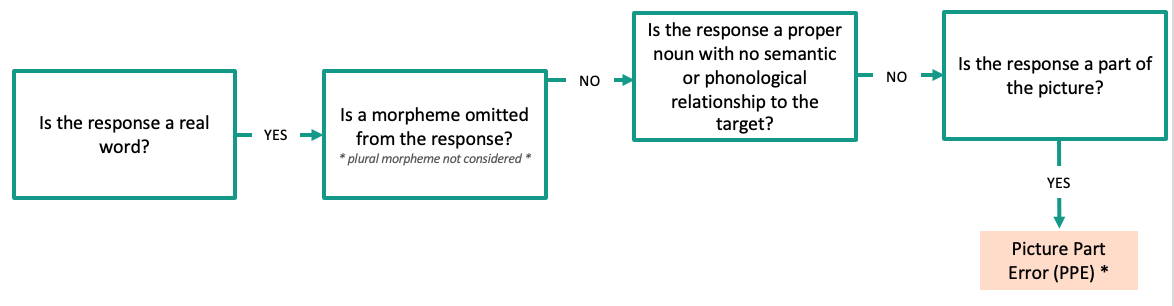 Is the response a real
word?
YES
Is a morpheme omitted
from the response?
* plural morpheme not considered *
NO
Is the response a proper
noun with no semantic
or phonological
relationship to the
target?
NO
Is the response a part of
the picture?
YES
Picture Part
Error (PPE) *